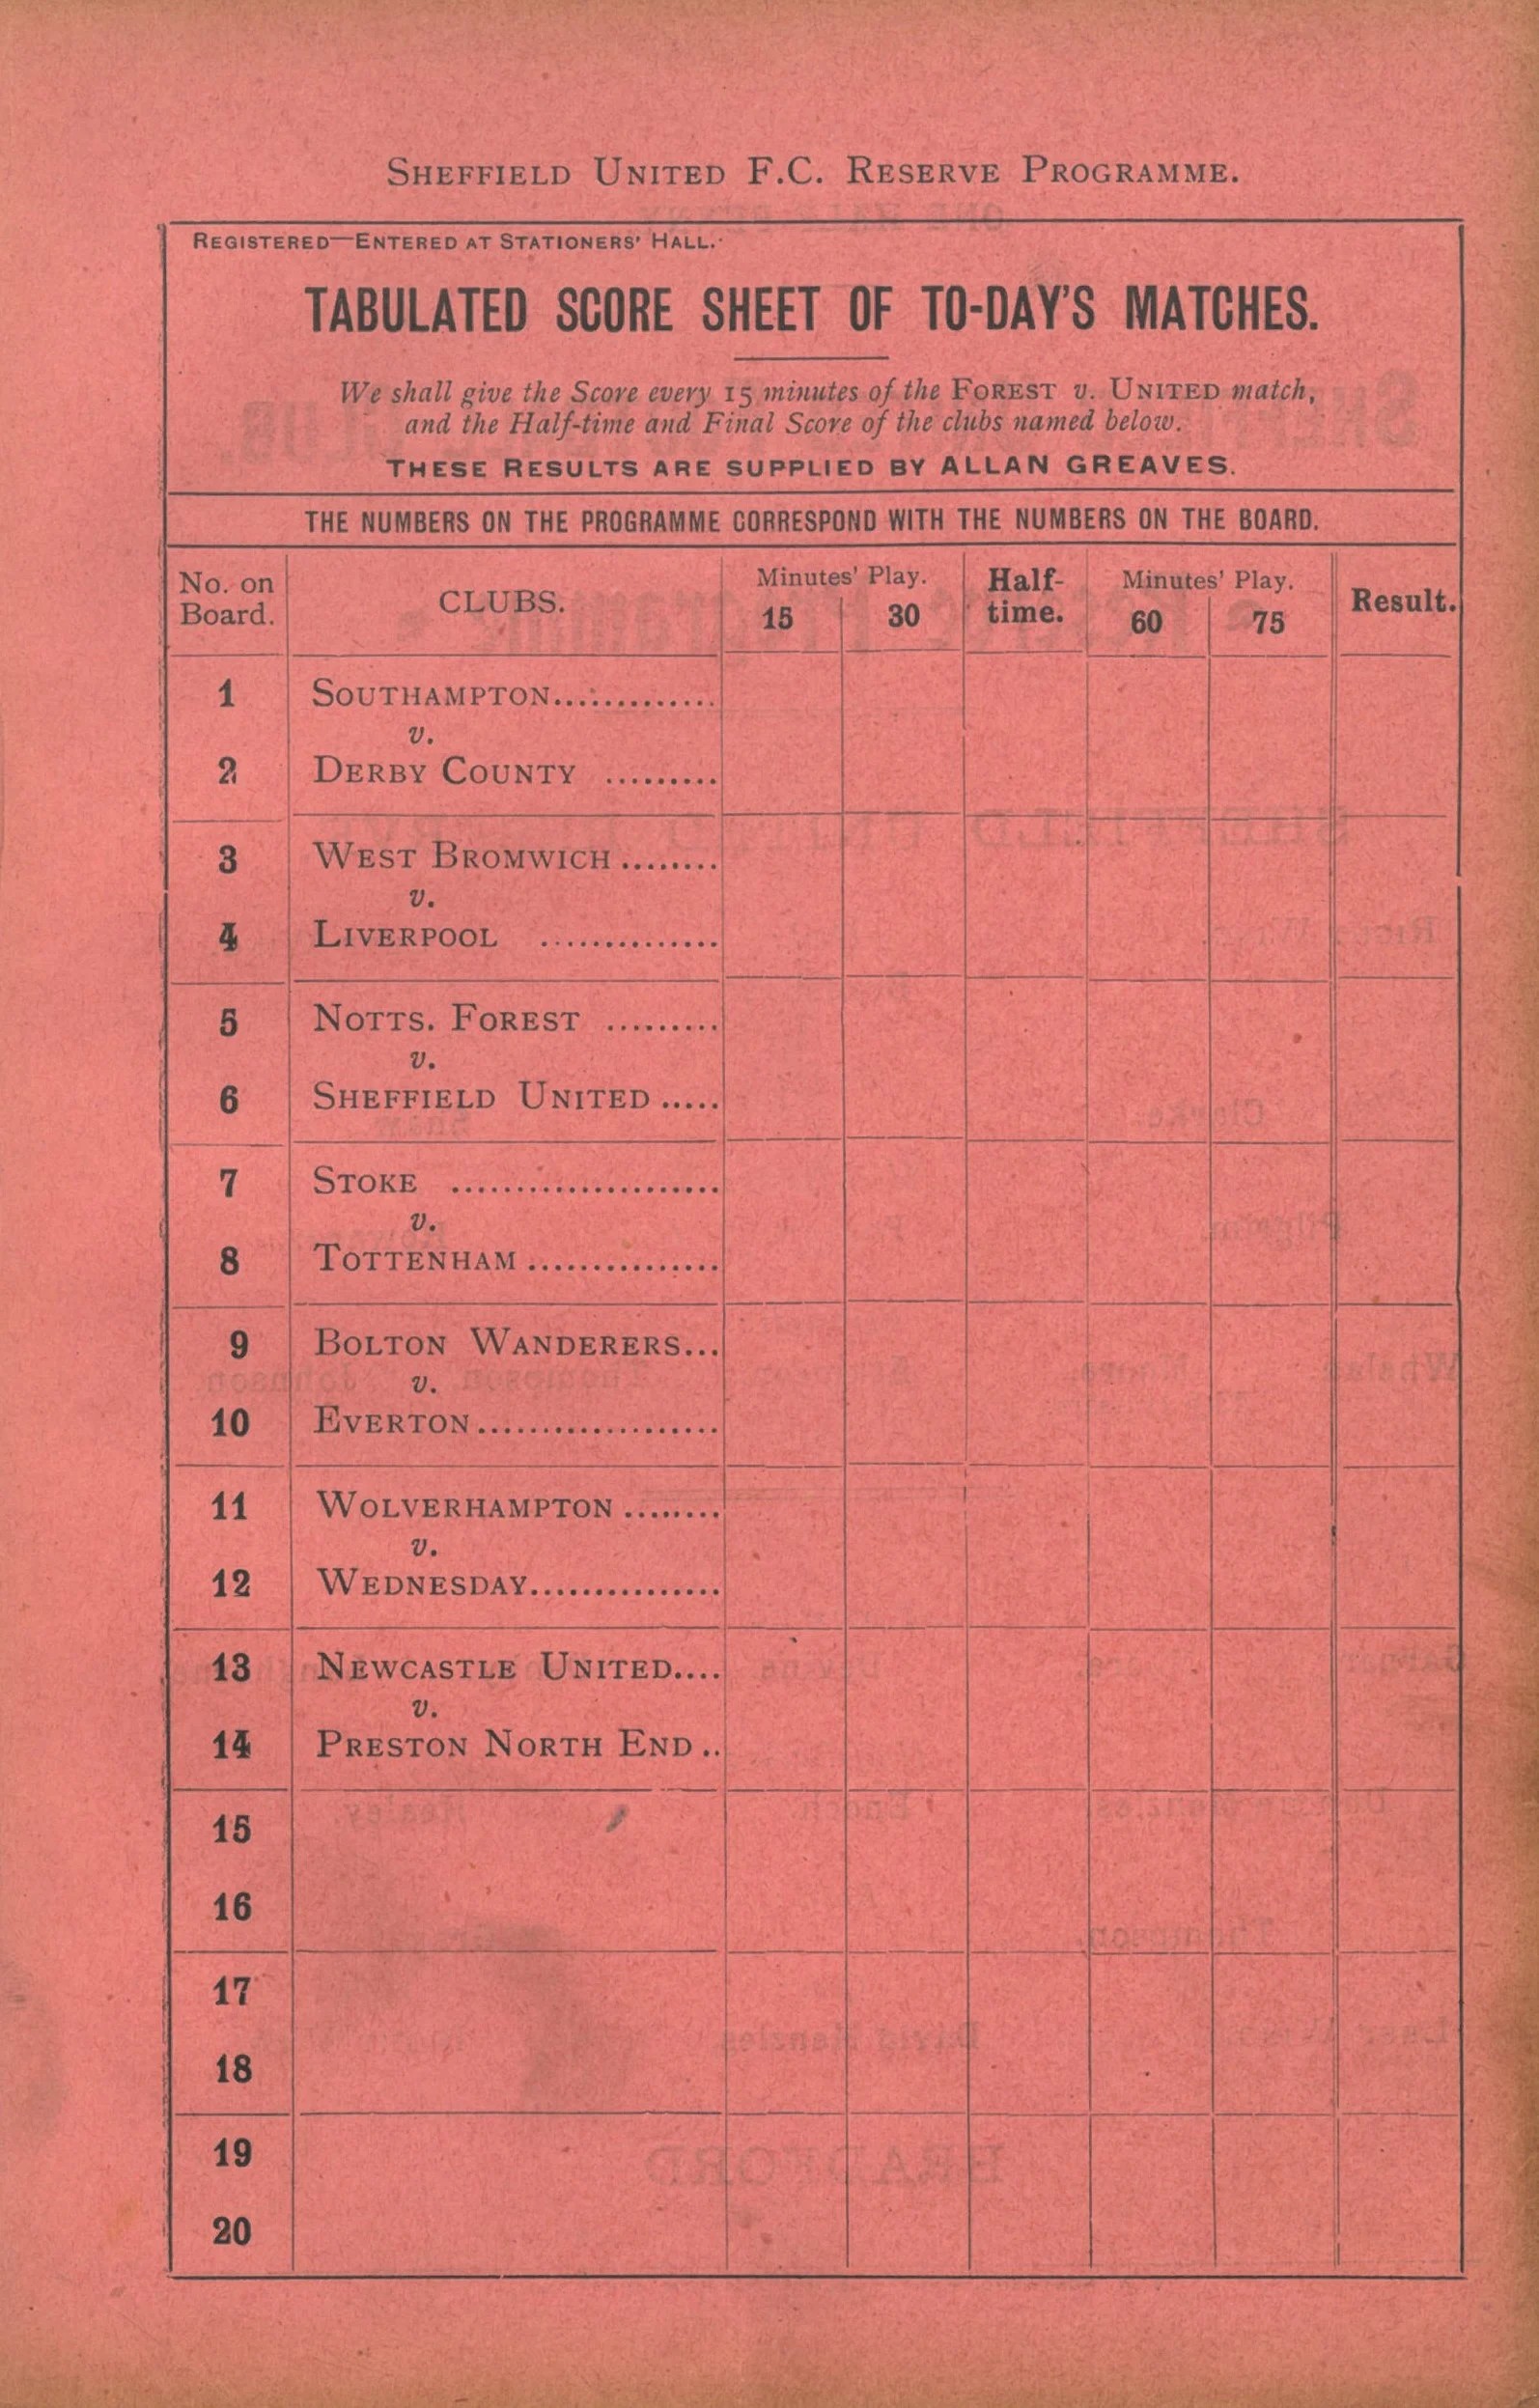 SHEFFIELD UNITED F.C. RESERVE PROGRAMME.
REGISTERED—ENTERED AT STATIONERS' HALL.
TABULATED SCORE SHEET OF TO-DAY'S MATCHES.
We shall give the Score every 15 minutes of the FOREST v. UNITED match,
and the Half-time and Final Score of the clubs named below.
THESE RESULTS ARE SUPPLIED BY ALLAN GREAVES.
THE NUMBERS ON THE PROGRAMME CORRESPOND WITH THE NUMBERS ON THE BOARD.
No. on Board. CLUBS. Minutes' Play. 15 30 Half-time. Minutes' Play. 60 75 Result.
1 SOUTHAMPTON................
v.
2 DERBY COUNTY .........
3 WEST BROMWICH ........
v.
4 LIVERPOOL ..............
5 NOTTS. FOREST .........
v.
6 SHEFFIELD UNITED .....
7 STOKE .....................
v.
8 TOTTENHAM ...............
9 BOLTON WANDERERS...
v.
10 EVERTON...................
11 WOLVERHAMPTON ........
v.
12 WEDNESDAY...............
13 NEWCASTLE UNITED....
v.
14 PRESTON NORTH END ..
15
16
17
18
19
20